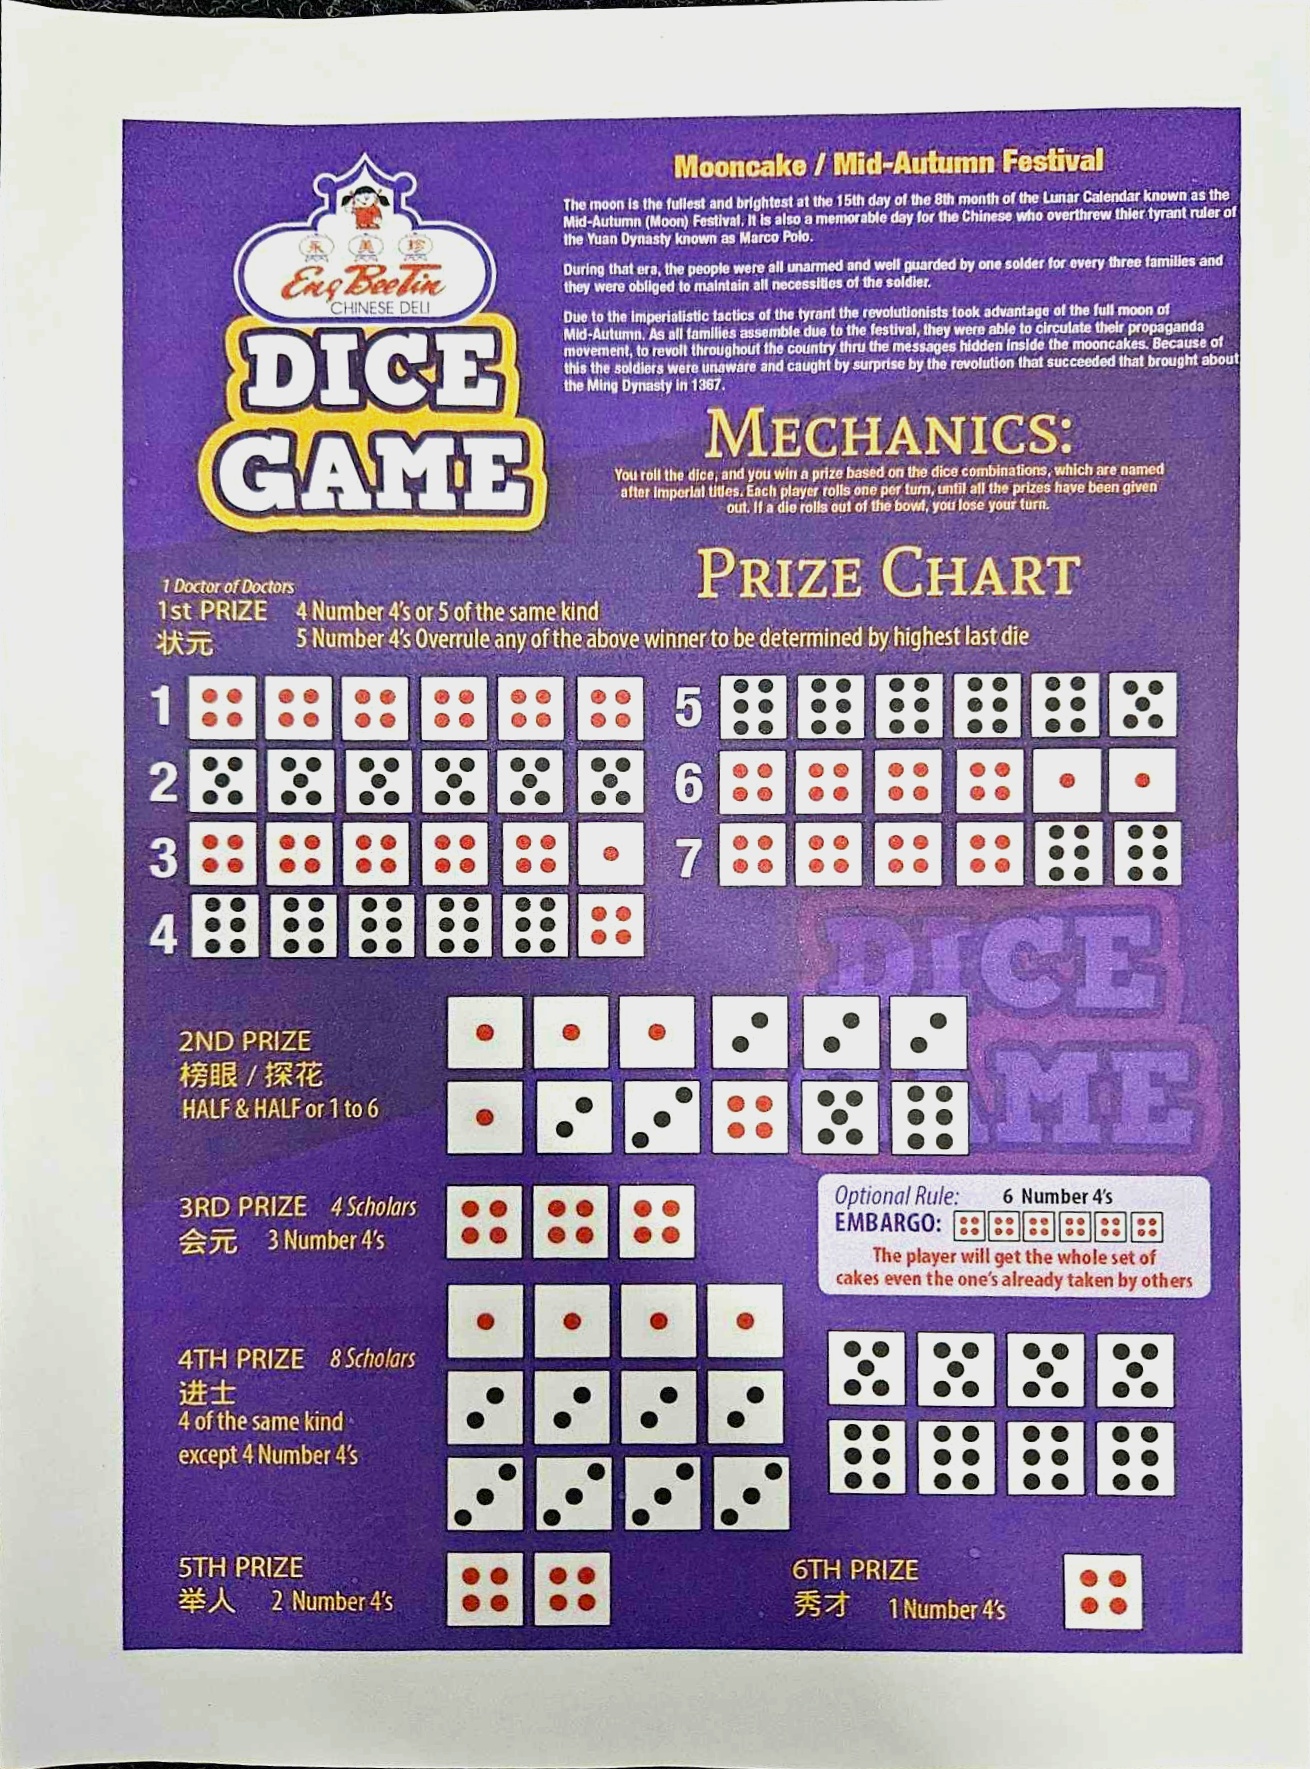 永 美 珍
Eng Bee Tin
CHINESE DELI
DICE
GAME
Mooncake / Mid-Autumn Festival
The moon is the fullest and brightest at the 15th day of the 8th month of the Lunar Calendar known as the
Mid-Autumn (Moon) Festival. It is also a memorable day for the Chinese who overthrew thier tyrant ruler of
the Yuan Dynasty known as Marco Polo.
During that era, the people were all unarmed and well guarded by one solder for every three families and
they were obliged to maintain all necessities of the soldier.
Due to the imperialistic tactics of the tyrant the revolutionists took advantage of the full moon of
Mid-Autumn. As all families assemble due to the festival, they were able to circulate their propaganda
movement, to revolt throughout the country thru the messages hidden inside the mooncakes. Because of
this the soldiers were unaware and caught by surprise by the revolution that succeeded that brought about
the Ming Dynasty in 1367.
MECHANICS:
You roll the dice, and you win a prize based on the dice combinations, which are named
after imperial titles. Each player rolls one per turn, until all the prizes have been given
out. If a die rolls out of the bowl, you lose your turn.
PRIZE CHART
1 Doctor of Doctors
1st PRIZE 4 Number 4's or 5 of the same kind
状元 5 Number 4's Overrule any of the above winner to be determined by highest last die
1
2
3
4
5
6
7
DICE
GAME
2ND PRIZE
榜眼 / 探花
HALF & HALF or 1 to 6
3RD PRIZE 4 Scholars
会元 3 Number 4's
Optional Rule: 6 Number 4's
EMBARGO:
The player will get the whole set of
cakes even the one's already taken by others
4TH PRIZE 8 Scholars
进士
4 of the same kind
except 4 Number 4's
5TH PRIZE
举人 2 Number 4's
6TH PRIZE
秀才 1 Number 4's